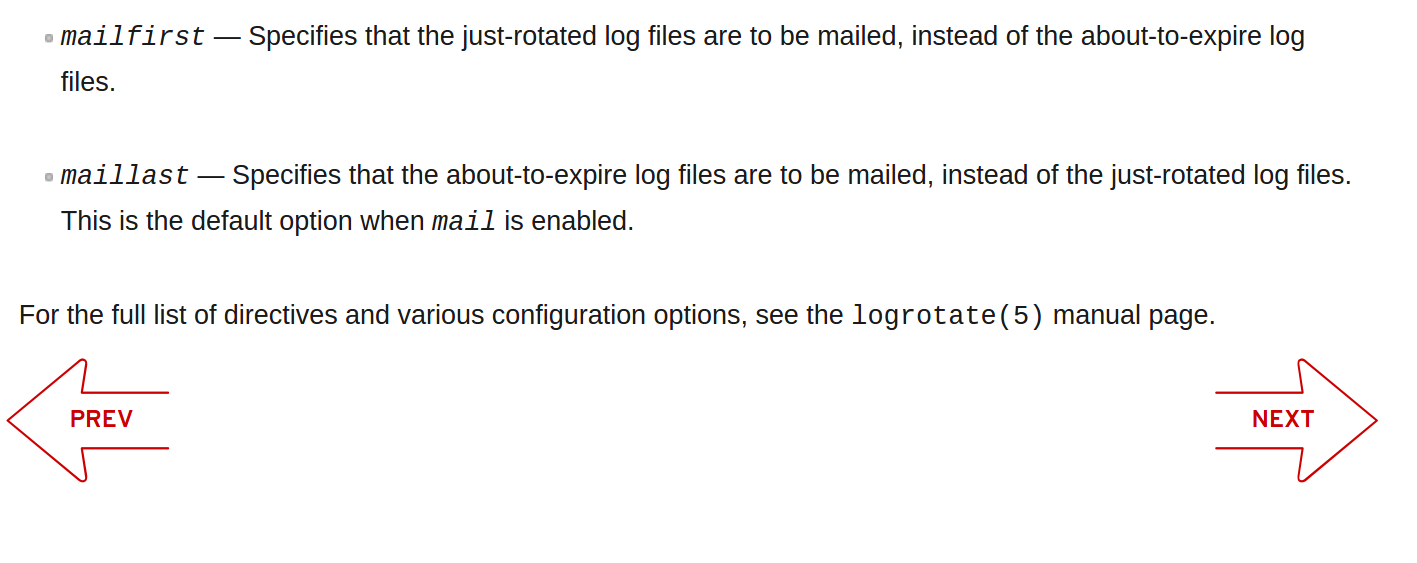 mailfirst — Specifies that the just-rotated log files are to be mailed, instead of the about-to-expire log
files.
maillast — Specifies that the about-to-expire log files are to be mailed, instead of the just-rotated log files.
This is the default option when mail is enabled.
For the full list of directives and various configuration options, see the logrotate(5) manual page.
PREV
NEXT